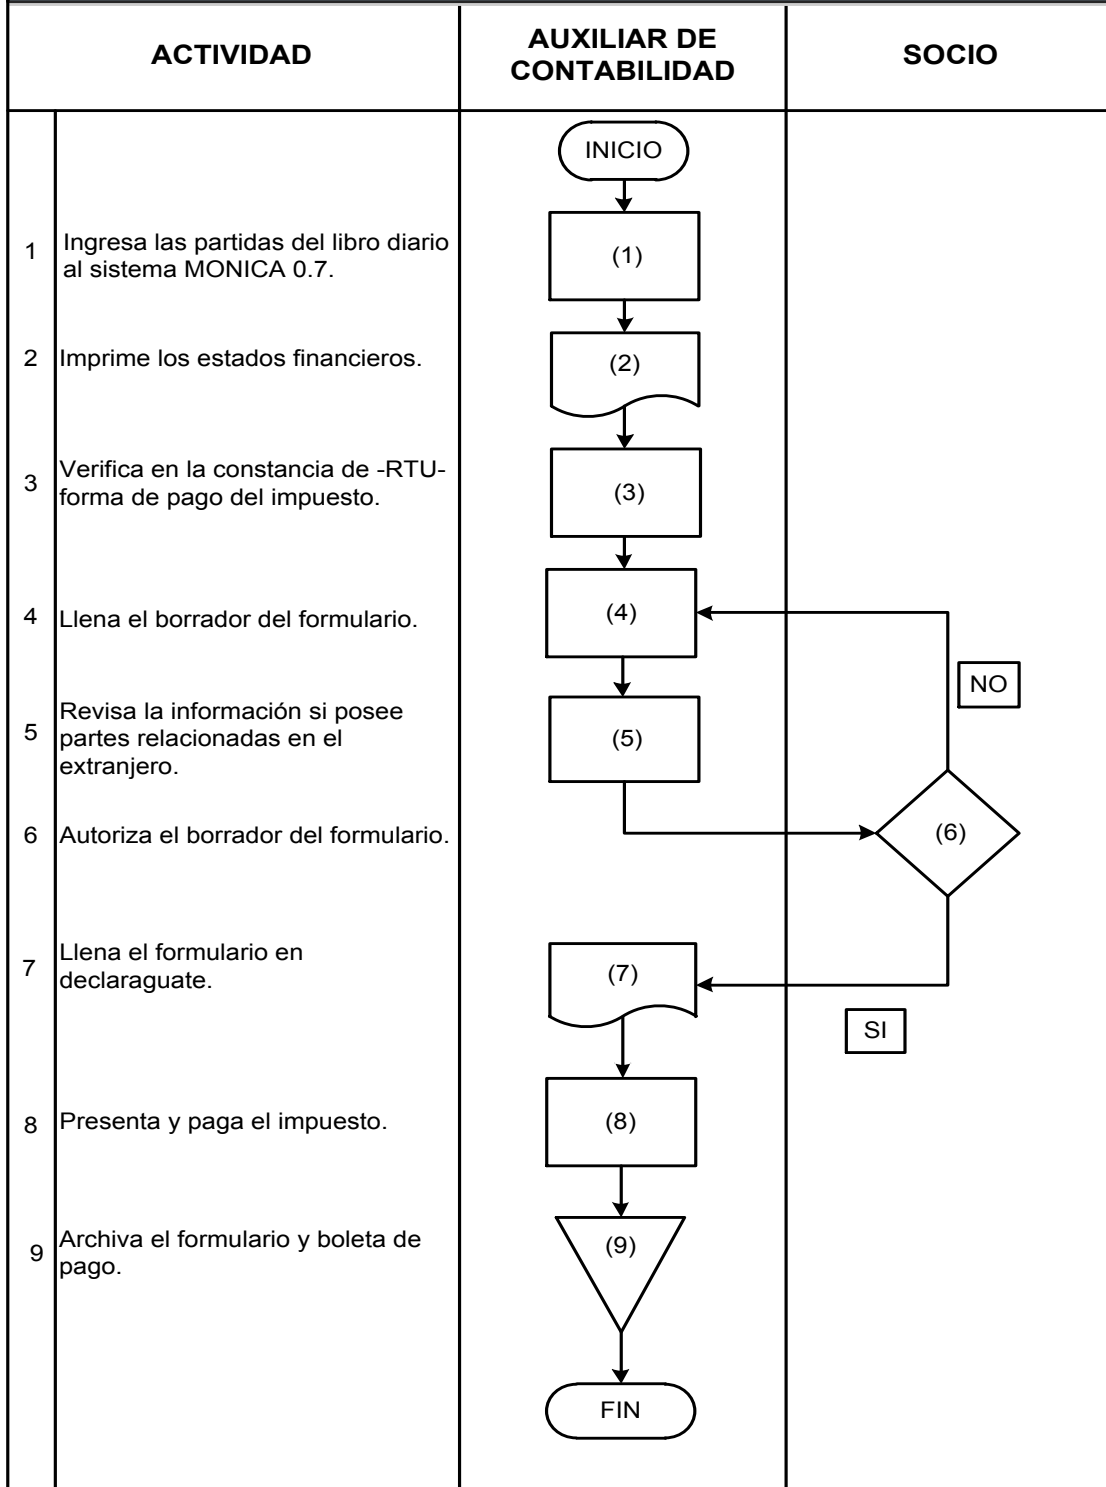 ACTIVIDAD
AUXILIAR DE
CONTABILIDAD
SOCIO
INICIO
1
Ingresa las partidas del libro diario
al sistema MONICA 0.7.
(1)
2
Imprime los estados financieros.
(2)
3
Verifica en la constancia de -RTU-
forma de pago del impuesto.
(3)
4
Llena el borrador del formulario.
(4)
NO
5
Revisa la información si posee
partes relacionadas en el
extranjero.
(5)
6
Autoriza el borrador del formulario.
(6)
7
Llena el formulario en
declaraguate.
(7)
SI
8
Presenta y paga el impuesto.
(8)
9
Archiva el formulario y boleta de
pago.
(9)
FIN